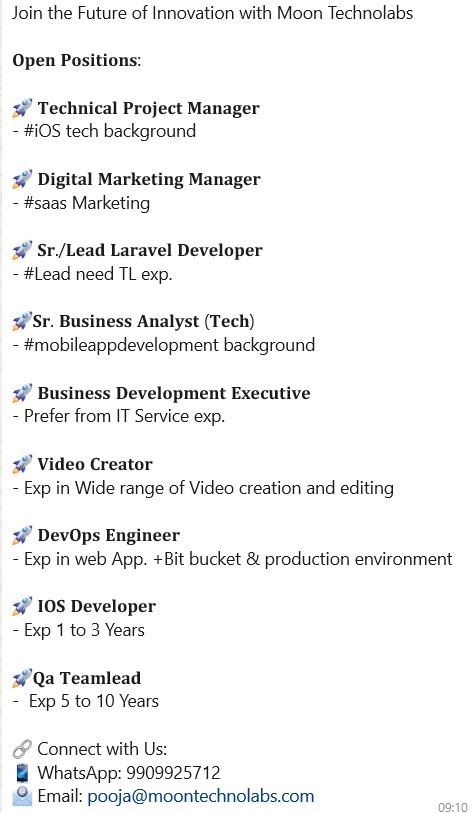 Join the Future of Innovation with Moon Technolabs
Open Positions:
🚀 Technical Project Manager
- #iOS tech background
🚀 Digital Marketing Manager
- #saas Marketing
🚀 Sr./Lead Laravel Developer
- #Lead need TL exp.
🚀Sr. Business Analyst (Tech)
- #mobileappdevelopment background
🚀 Business Development Executive
- Prefer from IT Service exp.
🚀 Video Creator
- Exp in Wide range of Video creation and editing
🚀 DevOps Engineer
- Exp in web App. +Bit bucket & production environment
🚀 IOS Developer
- Exp 1 to 3 Years
🚀Qa Teamlead
-  Exp 5 to 10 Years
🔗 Connect with Us:
📱 WhatsApp: 9909925712
📧 Email: pooja@moontechnolabs.com
09:10